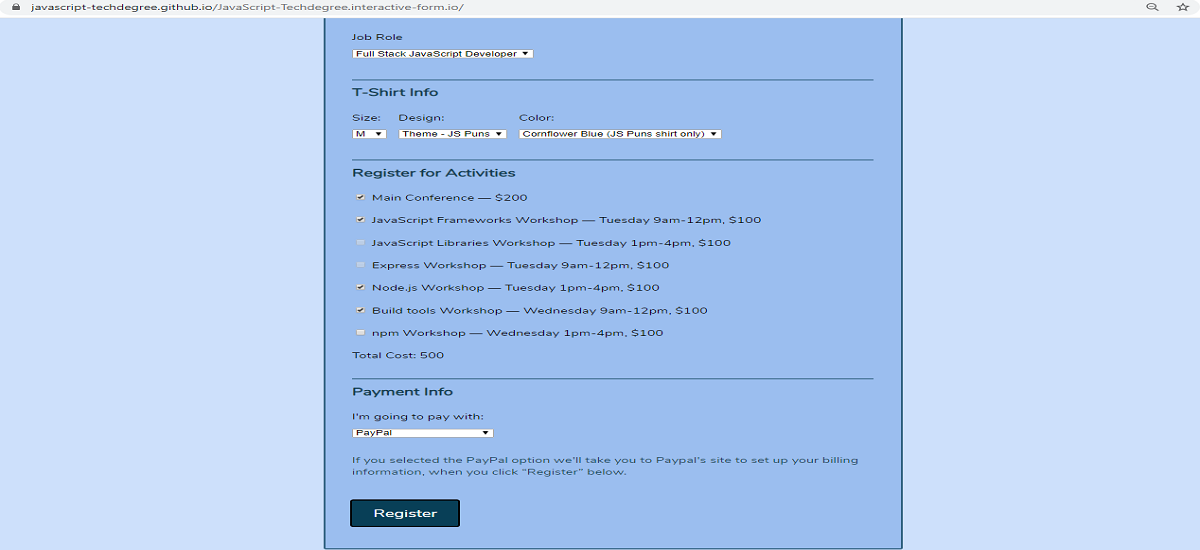 javascript-techdegree.github.io/JavaScript-Techdegree.interactive-form.io/
Job Role
Full Stack JavaScript Developer
T-Shirt Info
Size: Design: Color:
M Theme - JS Puns Cornflower Blue (JS Puns shirt only)
Register for Activities
Main Conference — $200
JavaScript Frameworks Workshop — Tuesday 9am-12pm, $100
JavaScript Libraries Workshop — Tuesday 1pm-4pm, $100
Express Workshop — Tuesday 9am-12pm, $100
Node.js Workshop — Tuesday 1pm-4pm, $100
Build tools Workshop — Wednesday 9am-12pm, $100
npm Workshop — Wednesday 1pm-4pm, $100
Total Cost: 500
Payment Info
I'm going to pay with:
PayPal
If you selected the PayPal option we'll take you to Paypal's site to set up your billing
information, when you click "Register" below.
Register